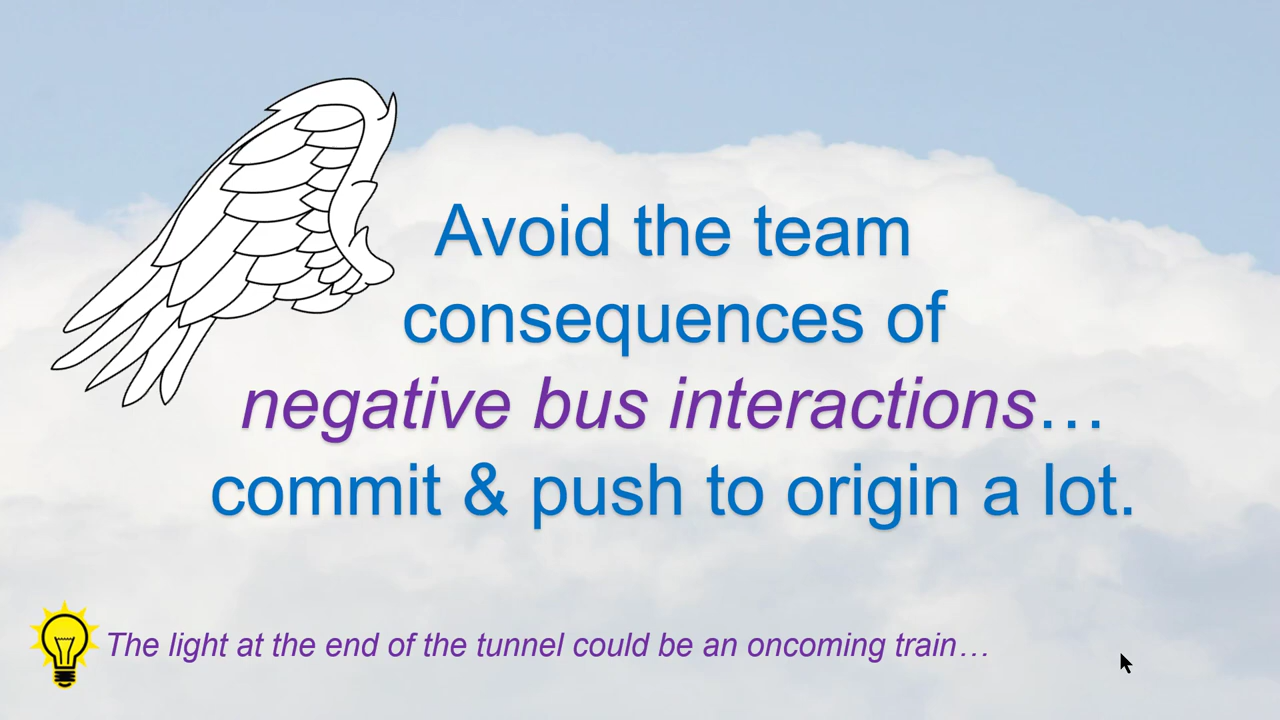 Avoid the team
consequences of
negative bus interactions…
commit & push to origin a lot.
The light at the end of the tunnel could be an oncoming train…